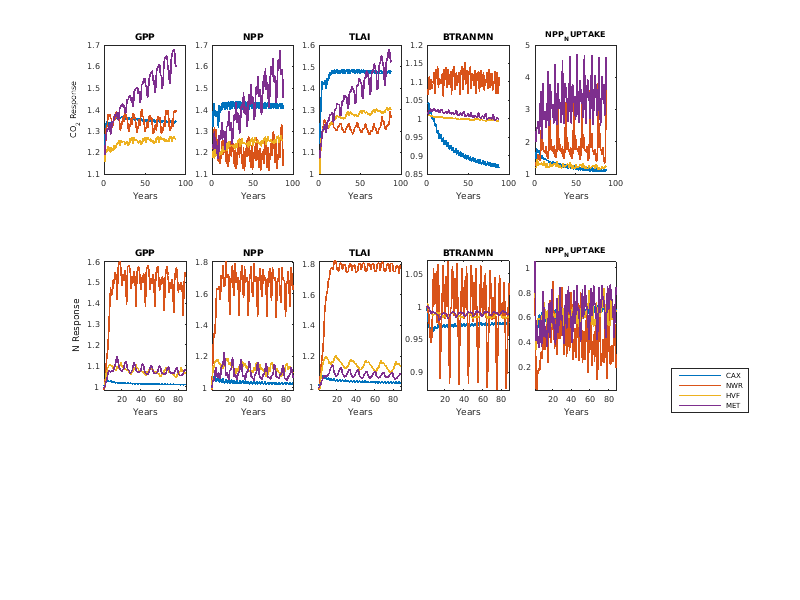 GPP NPP TLAI BTRANMN NPP_N UPTAKE
CO2 Response
1.7 1.6 1.5 1.4 1.3 1.2 1.1
1.7 1.6 1.5 1.4 1.3 1.2 1.1
1.6 1.5 1.4 1.3 1.2 1.1 1
1.2 1.15 1.1 1.05 1 0.95 0.9 0.85
5 4 3 2 1
0 50 100 0 50 100 0 50 100 0 50 100 0 50 100
Years Years Years Years Years
GPP NPP TLAI BTRANMN NPP_N UPTAKE
N Response
1.6 1.5 1.4 1.3 1.2 1.1 1
1.8 1.6 1.4 1.2 1
1.8 1.6 1.4 1.2 1
1.05 1 0.95 0.9
1 0.8 0.6 0.4 0.2
20 40 60 80 20 40 60 80 20 40 60 80 20 40 60 80 20 40 60 80
Years Years Years Years Years
CAX
NWR
HVF
MET